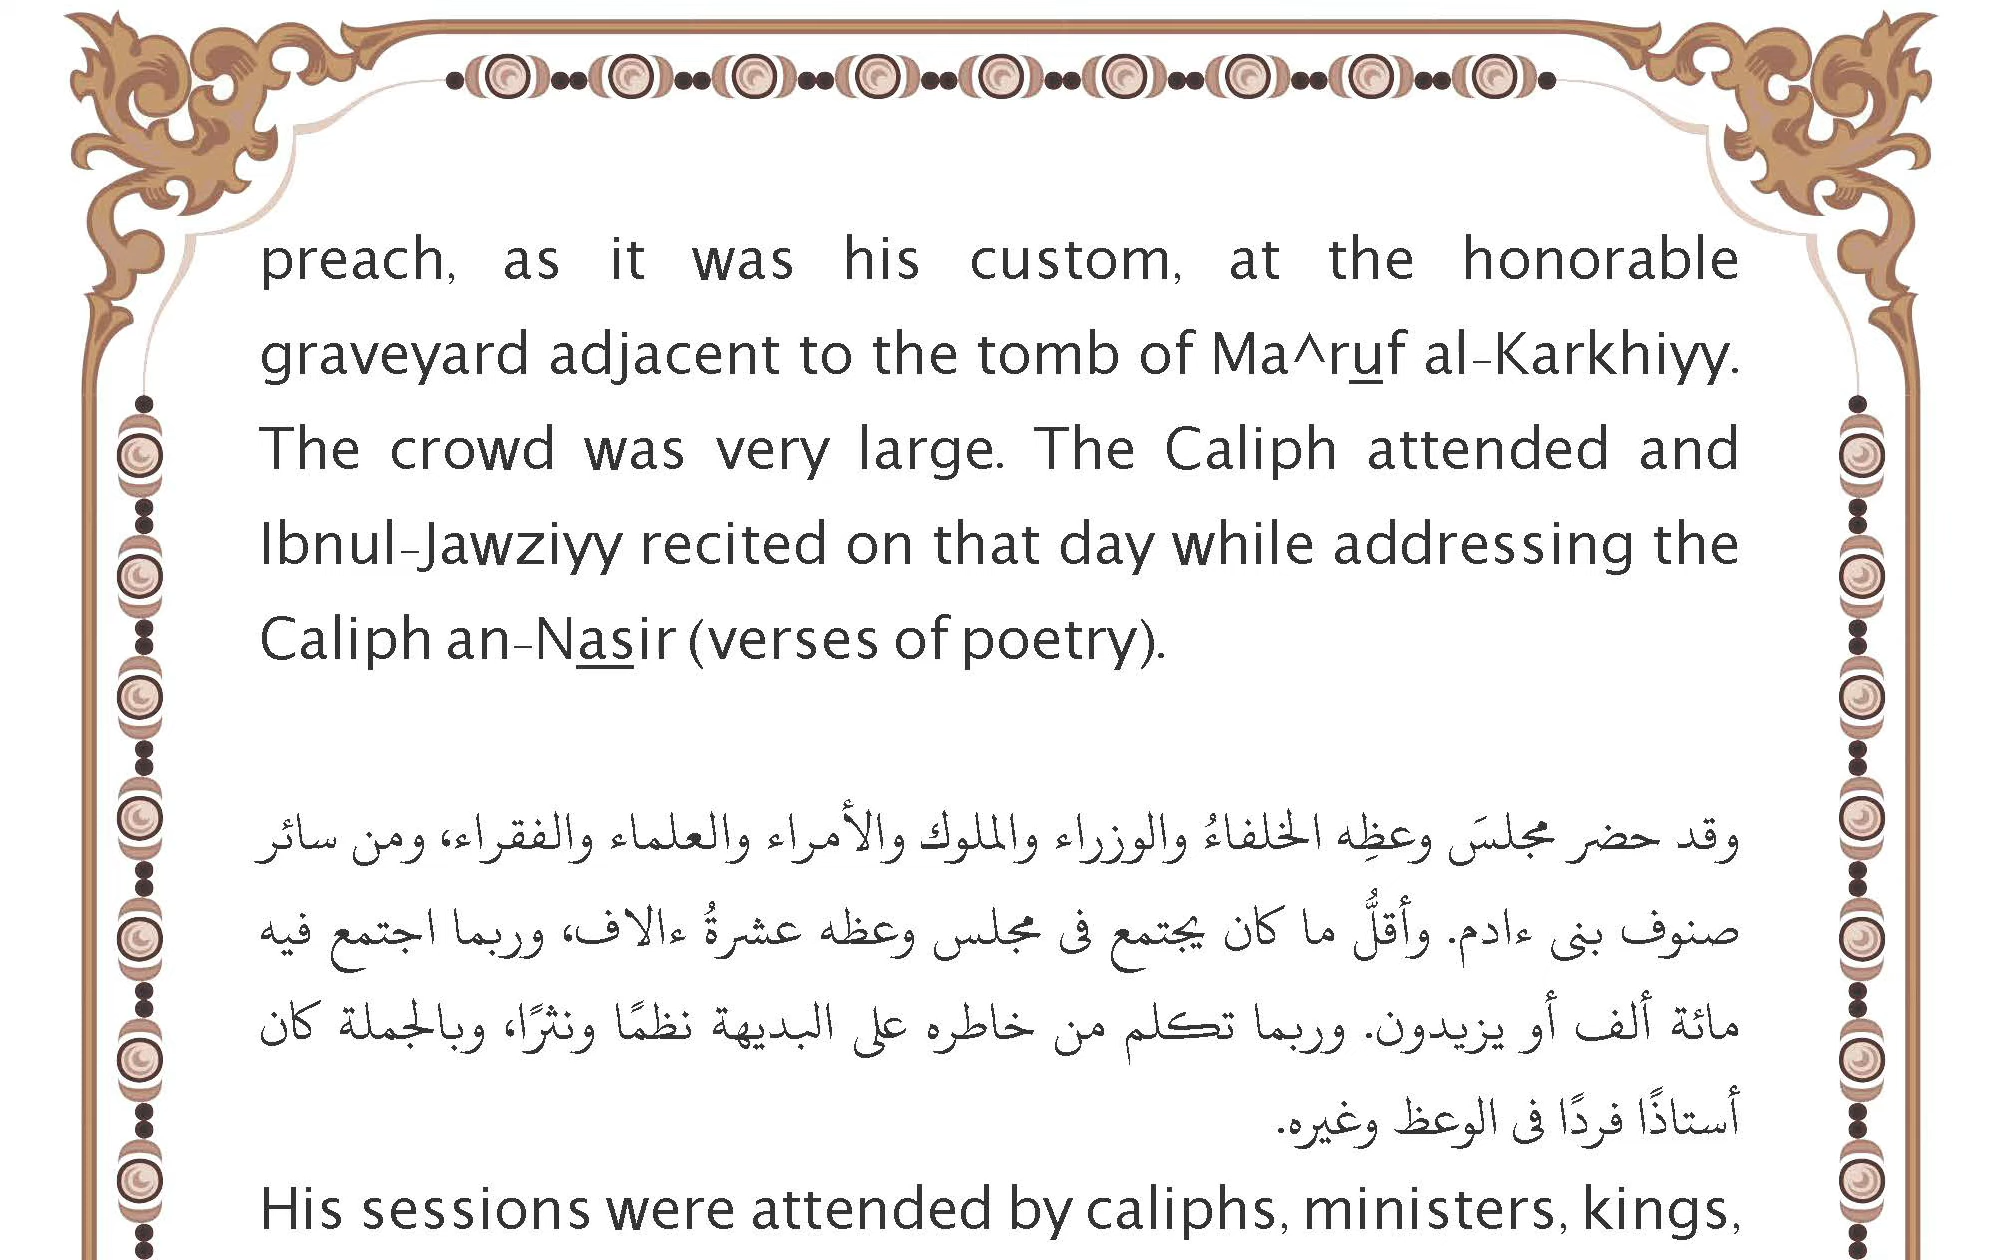 preach, as it was his custom, at the honorable
graveyard adjacent to the tomb of Ma^ruf al-Karkhiyy.
The crowd was very large. The Caliph attended and
Ibnul-Jawziyy recited on that day while addressing the
Caliph an-Nasir (verses of poetry).
وقد حضر مجلسَ وعظِه الخلفاءُ والوزراء والملوك والأمراء والعلماء والفقراء، ومن سائر
صنوف بنى ءادم. وأقلُّ ما كان يجتمع فى مجلس وعظه عشرةُ ءالاف، وربما اجتمع فيه
مائة ألف أو يزيدون. وربما تكلم من خاطره على البديهة نظمًا ونثرًا، وبالجملة كان
أستاذًا فردًا فى الوعظ وغيره.
His sessions were attended by caliphs, ministers, kings,